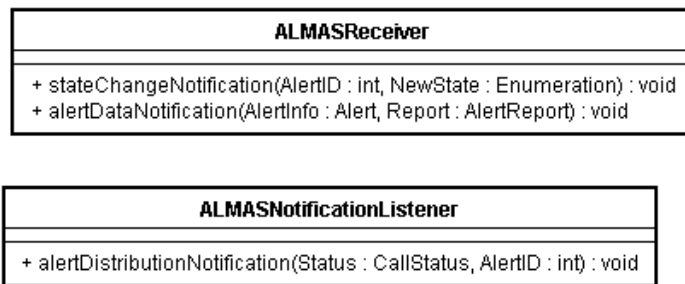 ALMASReceiver
+ stateChangeNotification(AlertID : int, NewState : Enumeration) : void
+ alertDataNotification(AlertInfo : Alert, Report : AlertReport) : void
ALMASNotificationListener
+ alertDistributionNotification(Status : CallStatus, AlertID : int) : void